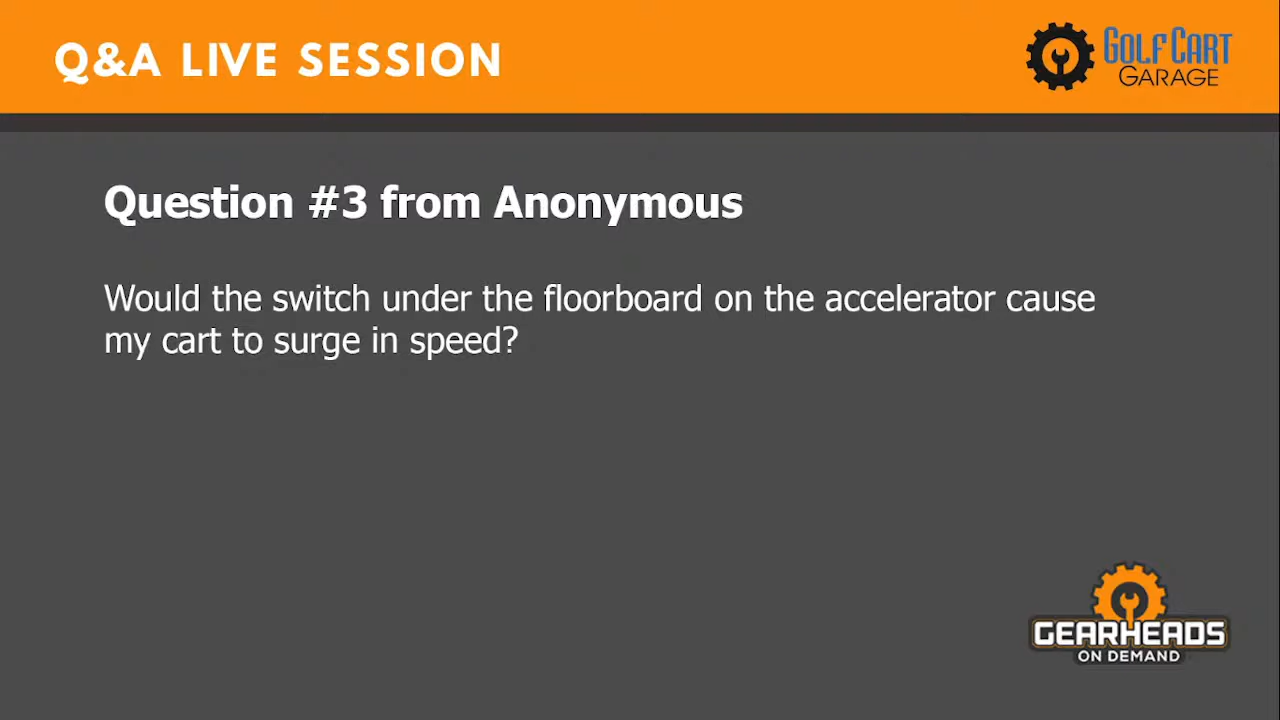 Q&A LIVE SESSION
GOLF CART
GARAGE
Question #3 from Anonymous
Would the switch under the floorboard on the accelerator cause
my cart to surge in speed?
GEARHEADS
ON DEMAND